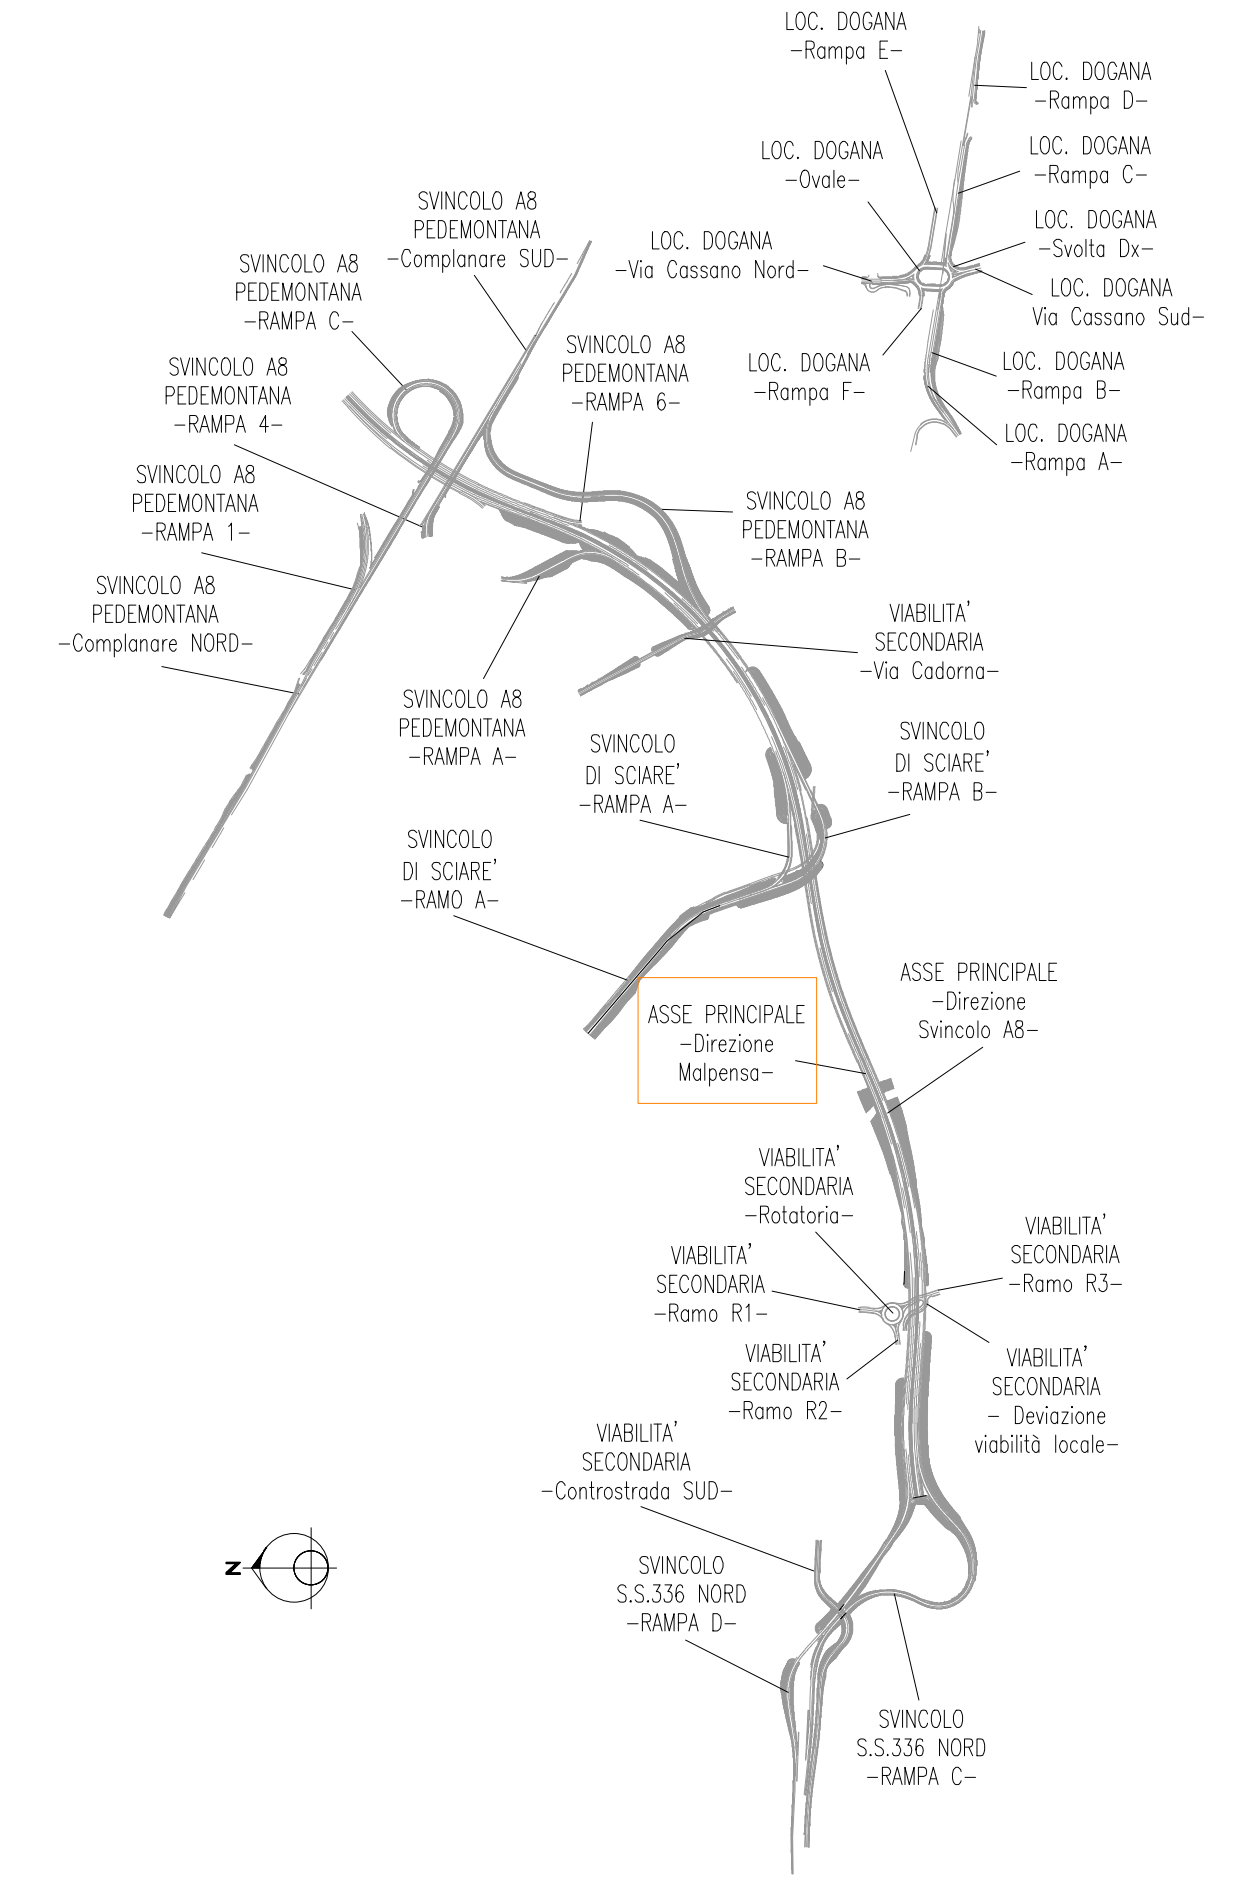 LOC. DOGANA
-Rampa E-
LOC. DOGANA
-Rampa D-
LOC. DOGANA
-Ovale-
LOC. DOGANA
-Rampa C-
SVINCOLO A8
PEDEMONTANA
-Complanare SUD-
LOC. DOGANA
-Svolta Dx-
LOC. DOGANA
-Via Cassano Nord-
SVINCOLO A8
PEDEMONTANA
-RAMPA C-
LOC. DOGANA
Via Cassano Sud-
SVINCOLO A8
PEDEMONTANA
-RAMPA 6-
LOC. DOGANA
-Rampa F-
LOC. DOGANA
-Rampa B-
SVINCOLO A8
PEDEMONTANA
-RAMPA 4-
LOC. DOGANA
-Rampa A-
SVINCOLO A8
PEDEMONTANA
-RAMPA 1-
SVINCOLO A8
PEDEMONTANA
-RAMPA B-
SVINCOLO A8
PEDEMONTANA
-Complanare NORD-
VIABILITA'
SECONDARIA
-Via Cadorna-
SVINCOLO A8
PEDEMONTANA
-RAMPA A-
SVINCOLO
DI SCIARE'
-RAMPA A-
SVINCOLO
DI SCIARE'
-RAMPA B-
SVINCOLO
DI SCIARE'
-RAMO A-
ASSE PRINCIPALE
-Direzione
Svincolo A8-
ASSE PRINCIPALE
-Direzione
Malpensa-
VIABILITA'
SECONDARIA
-Rotatoria-
VIABILITA'
SECONDARIA
-Ramo R3-
VIABILITA'
SECONDARIA
-Ramo R1-
VIABILITA'
SECONDARIA
-Ramo R2-
VIABILITA'
SECONDARIA
- Deviazione
viabilità locale-
VIABILITA'
SECONDARIA
-Controstrada SUD-
N
SVINCOLO
S.S.336 NORD
-RAMPA D-
SVINCOLO
S.S.336 NORD
-RAMPA C-